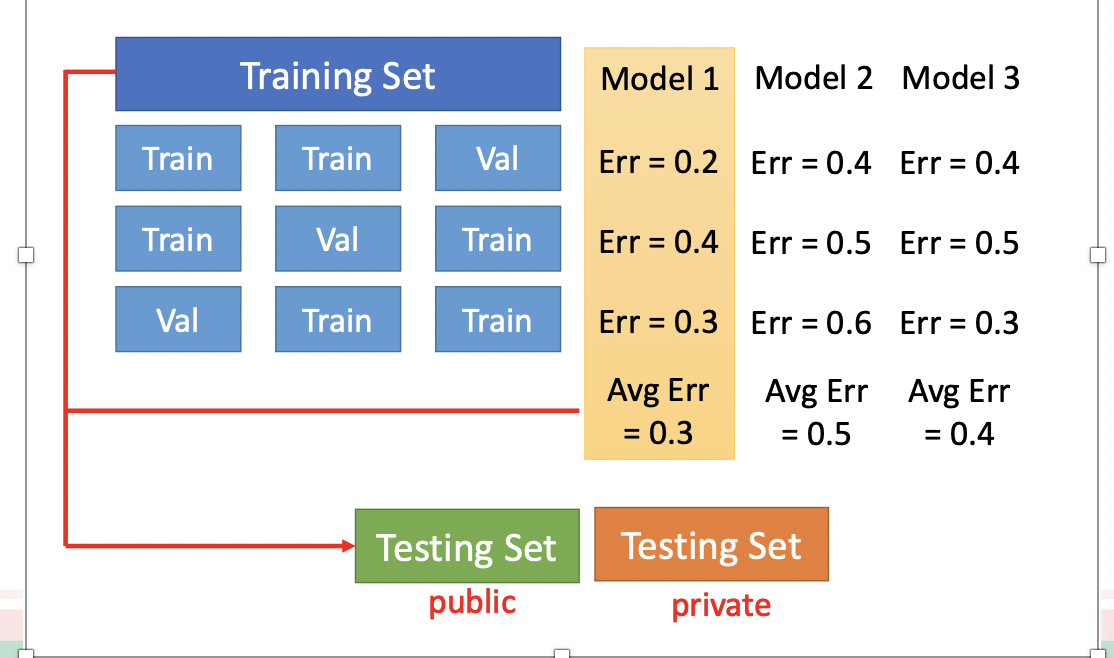 Training Set
Model 1 Model 2 Model 3
Train Train Val Err = 0.2 Err = 0.4 Err = 0.4
Train Val Train Err = 0.4 Err = 0.5 Err = 0.5
Val Train Train Err = 0.3 Err = 0.6 Err = 0.3
Avg Err Avg Err Avg Err
= 0.3 = 0.5 = 0.4
Testing Set Testing Set
public private